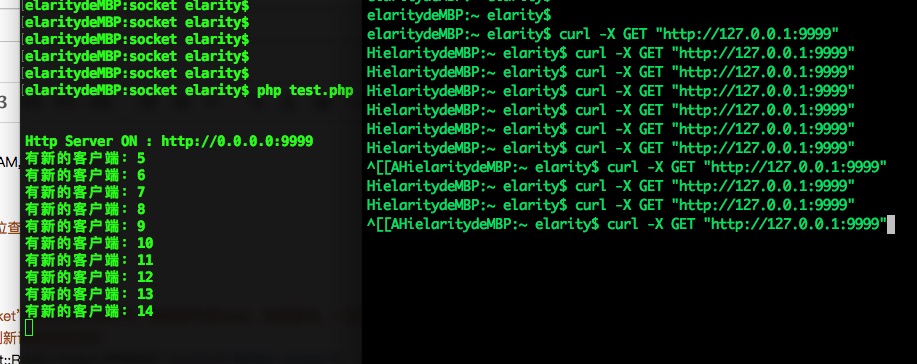 elaritydeMBP:socket elarity$
elaritydeMBP:socket elarity$
elaritydeMBP:socket elarity$
elaritydeMBP:socket elarity$
elaritydeMBP:socket elarity$
elaritydeMBP:socket elarity$ php test.php
Http Server ON : http://0.0.0.0:9999
有新的客户端: 5
有新的客户端: 6
有新的客户端: 7
有新的客户端: 8
有新的客户端: 9
有新的客户端: 10
有新的客户端: 11
有新的客户端: 12
有新的客户端: 13
有新的客户端: 14
elaritydeMBP:~ elarity$
elaritydeMBP:~ elarity$
elaritydeMBP:~ elarity$ curl -X GET "http://127.0.0.1:9999"
HielaritydeMBP:~ elarity$ curl -X GET "http://127.0.0.1:9999"
HielaritydeMBP:~ elarity$ curl -X GET "http://127.0.0.1:9999"
HielaritydeMBP:~ elarity$ curl -X GET "http://127.0.0.1:9999"
HielaritydeMBP:~ elarity$ curl -X GET "http://127.0.0.1:9999"
HielaritydeMBP:~ elarity$ curl -X GET "http://127.0.0.1:9999"
HielaritydeMBP:~ elarity$ curl -X GET "http://127.0.0.1:9999"
^[[AHielaritydeMBP:~ elarity$ curl -X GET "http://127.0.0.1:9999"
HielaritydeMBP:~ elarity$ curl -X GET "http://127.0.0.1:9999"
HielaritydeMBP:~ elarity$ curl -X GET "http://127.0.0.1:9999"
^[[AHielaritydeMBP:~ elarity$ curl -X GET "http://127.0.0.1:9999"